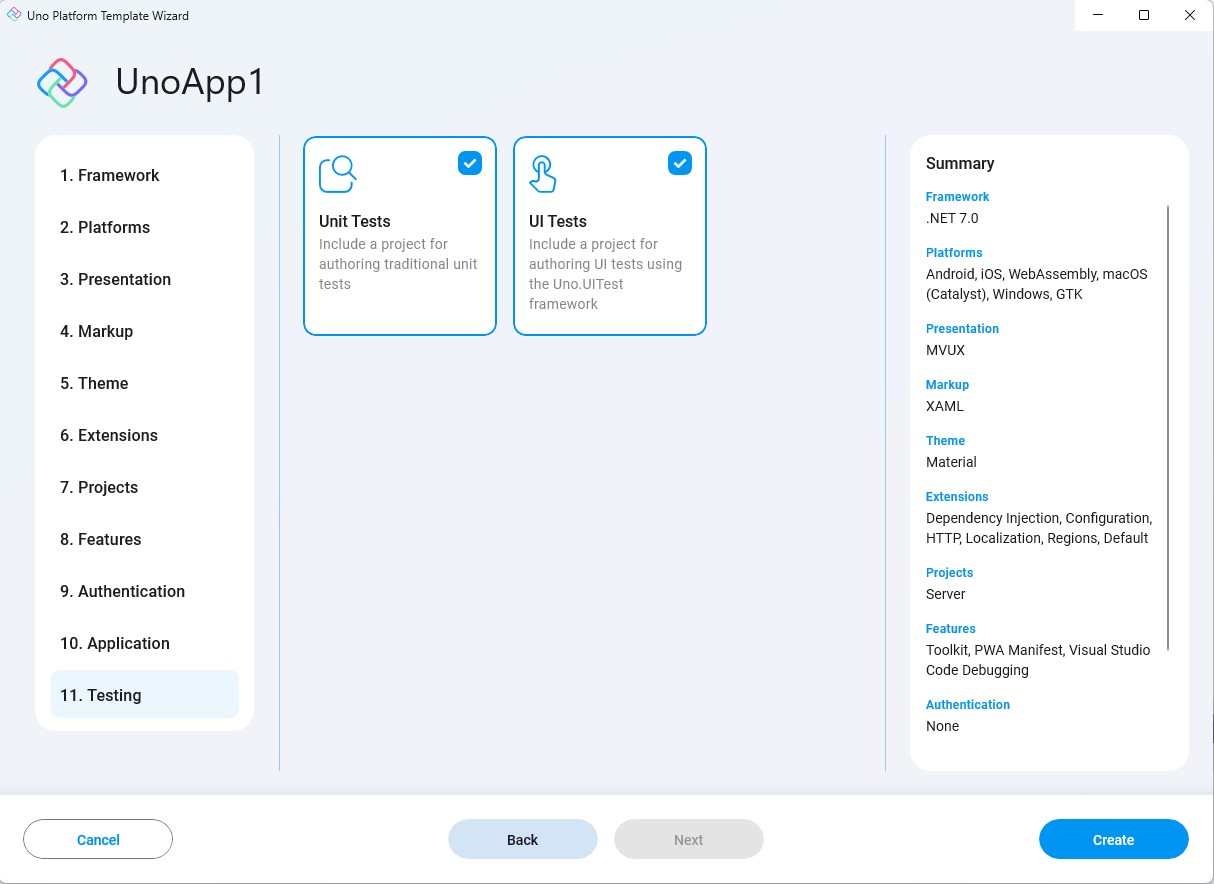 Uno Platform Template Wizard
UnoApp1
1. Framework
2. Platforms
3. Presentation
4. Markup
5. Theme
6. Extensions
7. Projects
8. Features
9. Authentication
10. Application
11. Testing
Unit Tests
Include a project for
authoring traditional unit
tests
UI Tests
Include a project for
authoring UI tests using
the Uno.UITest
framework
Summary
Framework
.NET 7.0
Platforms
Android, iOS, WebAssembly, macOS
(Catalyst), Windows, GTK
Presentation
MVUX
Markup
XAML
Theme
Material
Extensions
Dependency Injection, Configuration,
HTTP, Localization, Regions, Default
Projects
Server
Features
Toolkit, PWA Manifest, Visual Studio
Code Debugging
Authentication
None
Cancel
Back
Next
Create